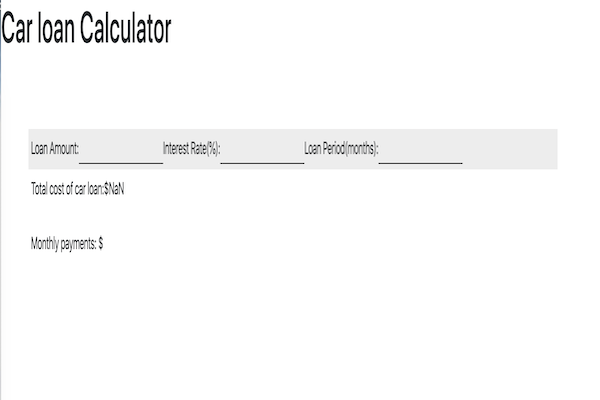 Car loan Calculator
Loan Amount: Interest Rate(%): Loan Period(months):
Total cost of car loan:$NaN
Monthly payments: $